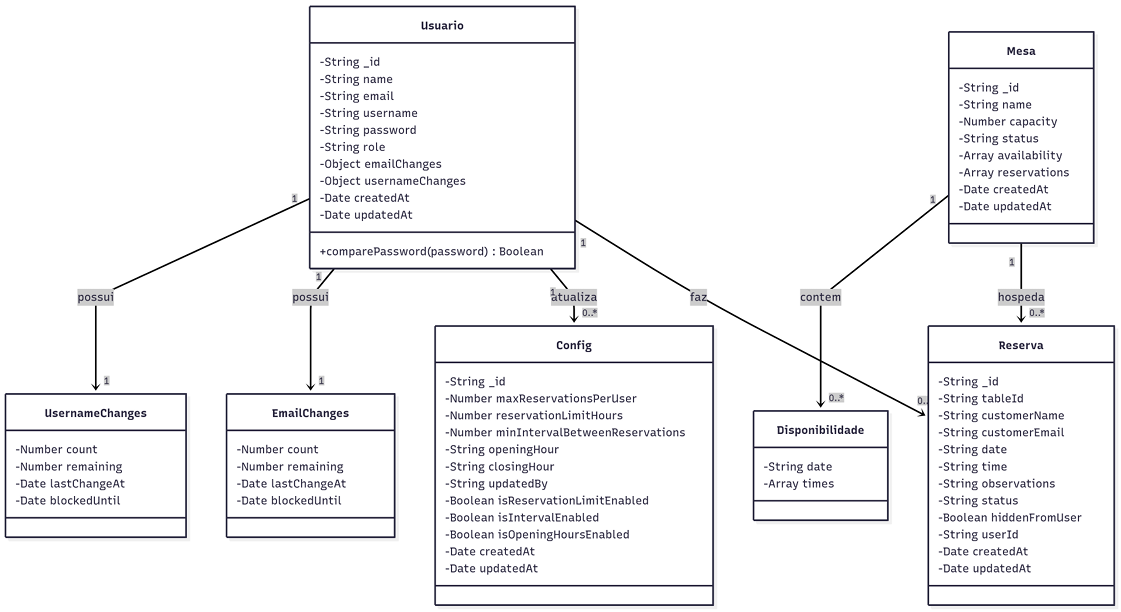 Usuario
-String _id
-String name
-String email
-String username
-String password
-String role
-Object emailChanges
-Object usernameChanges
-Date createdAt
-Date updatedAt
+comparePassword(password) : Boolean
Mesa
-String _id
-String name
-Number capacity
-String status
-Array availability
-Array reservations
-Date createdAt
-Date updatedAt
1
possui
1
1
possui
1
1
atualiza
0..*
1
faz
0..
1
contem
0..*
1
hospeda
0..*
UsernameChanges
-Number count
-Number remaining
-Date lastChangeAt
-Date blockedUntil
EmailChanges
-Number count
-Number remaining
-Date lastChangeAt
-Date blockedUntil
Config
-String _id
-Number maxReservationsPerUser
-Number reservationLimitHours
-Number minIntervalBetweenReservations
-String openingHour
-String closingHour
-String updatedBy
-Boolean isReservationLimitEnabled
-Boolean isIntervalEnabled
-Boolean isOpeningHoursEnabled
-Date createdAt
-Date updatedAt
Disponibilidade
-String date
-Array times
Reserva
-String _id
-String tableId
-String customerName
-String customerEmail
-String date
-String time
-String observations
-String status
-Boolean hiddenFromUser
-String userId
-Date createdAt
-Date updatedAt